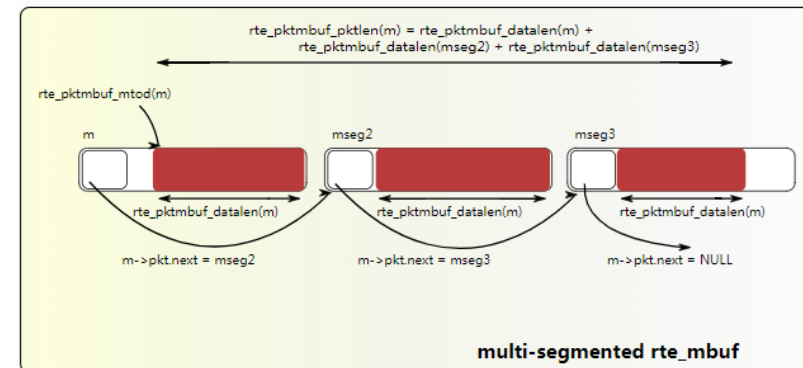 rte_pktmbuf_pktlen(m) = rte_pktmbuf_datalen(m) +
rte_pktmbuf_datalen(mseg2) + rte_pktmbuf_datalen(mseg3)
rte_pktmbuf_mtod(m)
m
mseg2
mseg3
rte_pktmbuf_datalen(m)
rte_pktmbuf_datalen(m)
rte_pktmbuf_datalen(m)
m->pkt.next = mseg2
m->pkt.next = mseg3
m->pkt.next = NULL
multi-segmented rte_mbuf